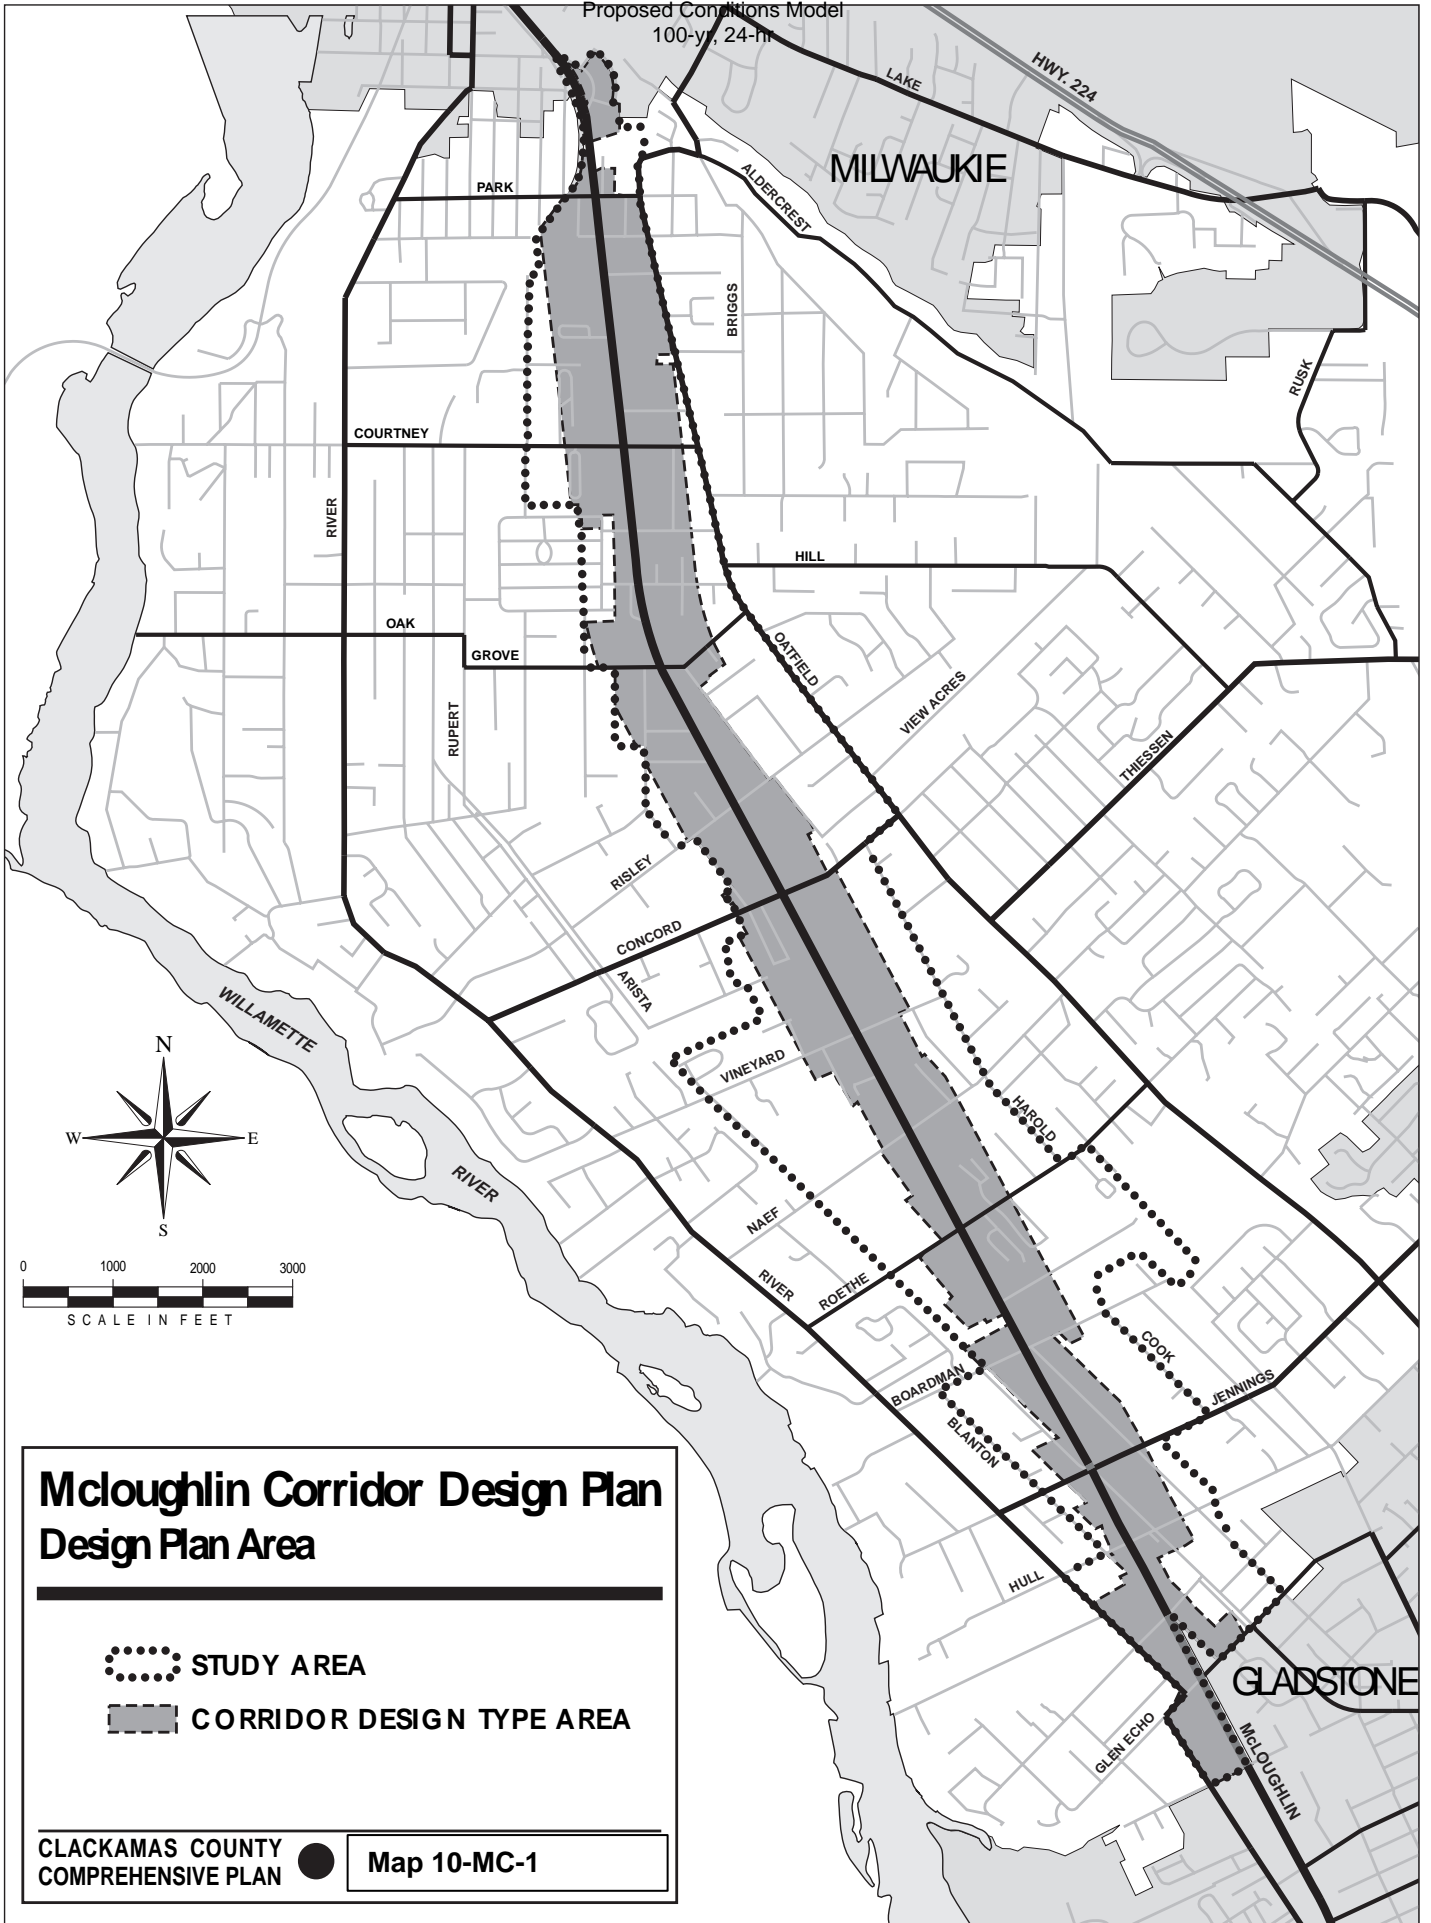 Proposed Conditions Model
100-yr, 24-hr
HWY. 224
LAKE
MILWAUKIE
ALDERCREST
PARK
BRIGGS
RUSK
COURTNEY
RIVER
HILL
OAK
GROVE
OATFIELD
VIEW ACRES
RUPERT
THIESSEN
RISLEY
CONCORD
ARISTA
WILLAMETTE
VINEYARD
N
W
E
S
HAROLD
RIVER
NAEF
0 1000 2000 3000
SCALE IN FEET
RIVER
ROETHE
COOK
BOARDMAN
JENNINGS
BLANTON
HULL
GLADSTONE
GLEN ECHO
McLOUGHLIN
Mcloughlin Corridor Design Plan
Design Plan Area
STUDY AREA
CORRIDOR DESIGN TYPE AREA
CLACKAMAS COUNTY
COMPREHENSIVE PLAN
Map 10-MC-1